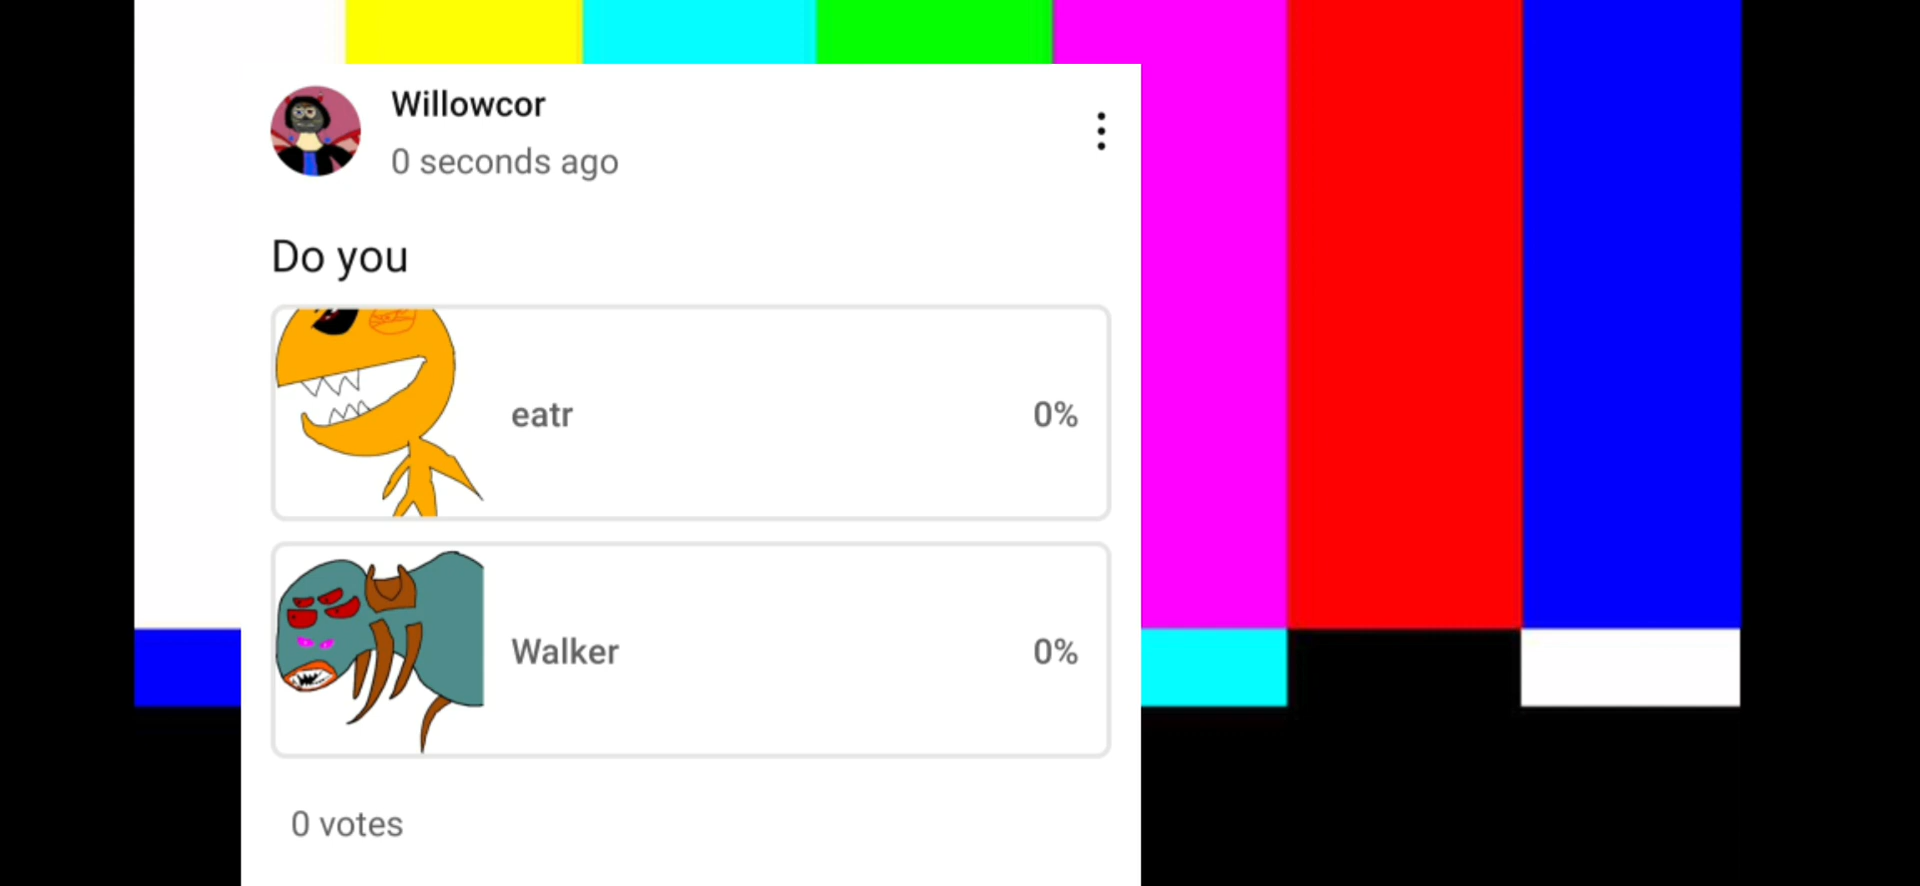 Willowcor
0 seconds ago
Do you
eatr
0%
Walker
0%
0 votes